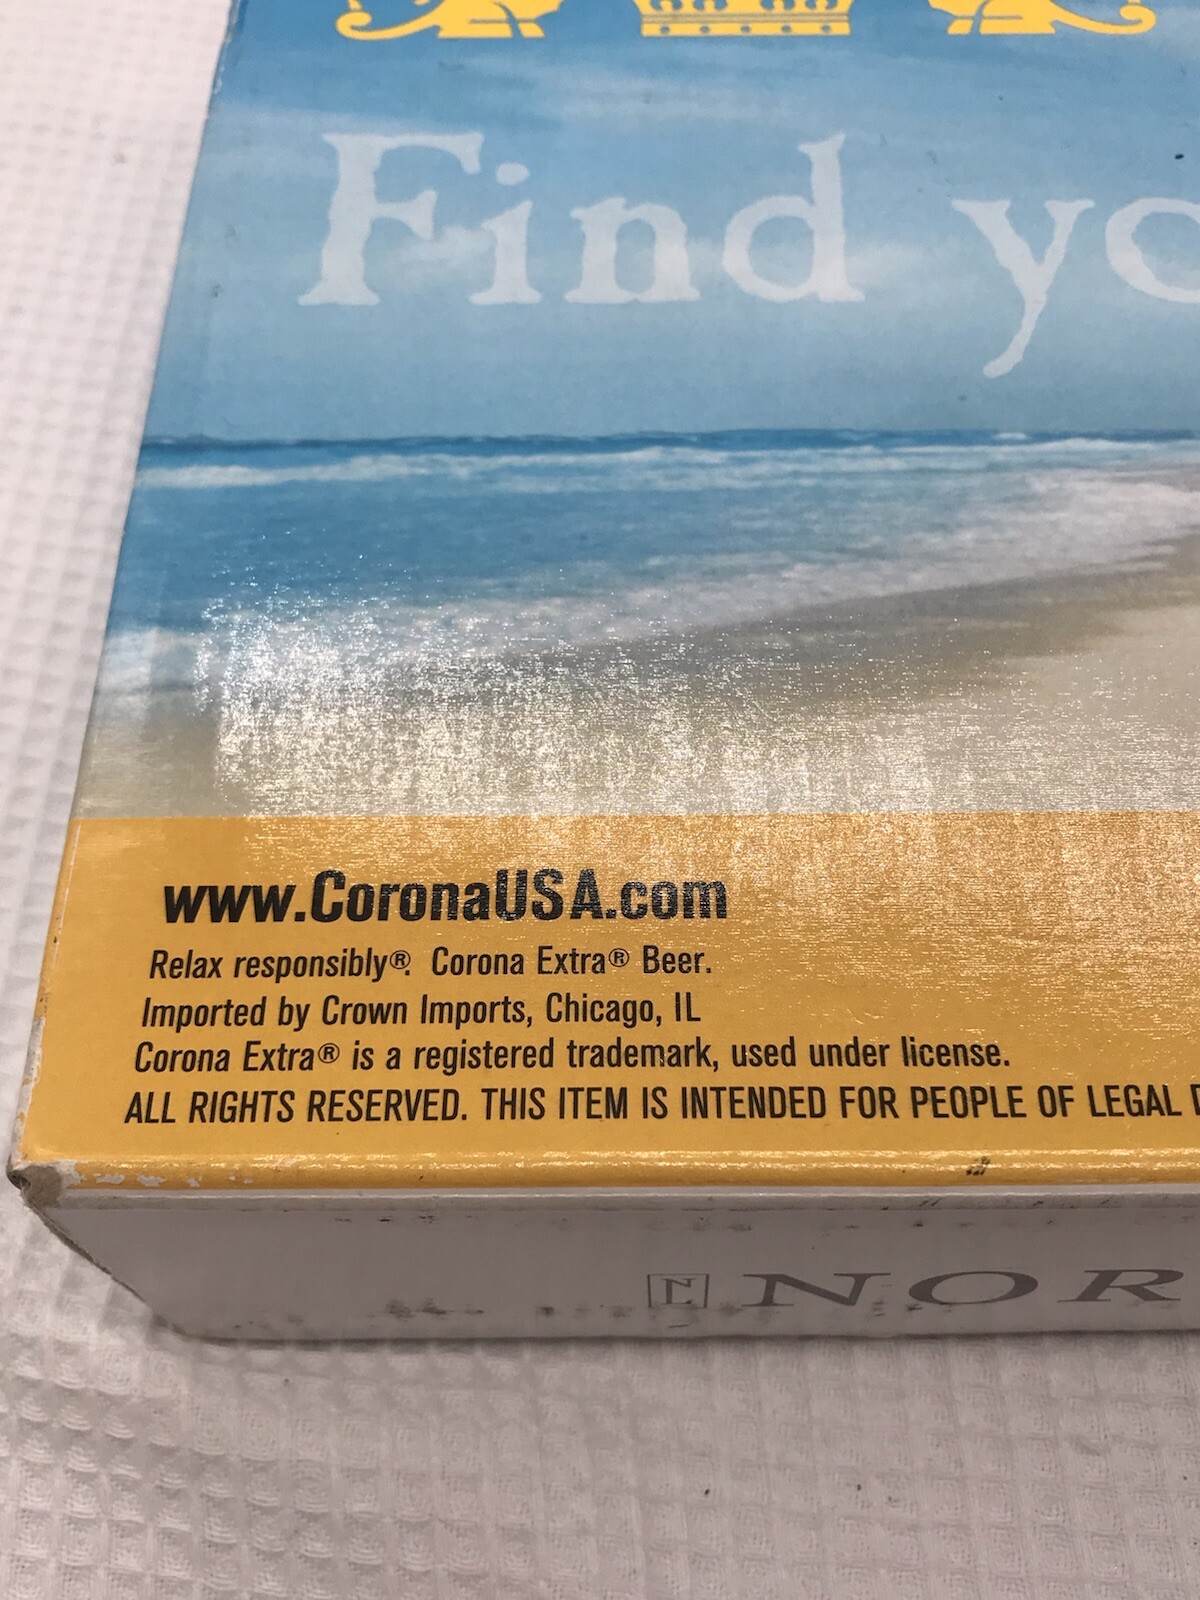 Find yo
www.CoronaUSA.com
Relax responsibly®. Corona Extra® Beer.
Imported by Crown Imports, Chicago, IL
Corona Extra® is a registered trademark, used under license.
ALL RIGHTS RESERVED. THIS ITEM IS INTENDED FOR PEOPLE OF LEGAL D
NOR